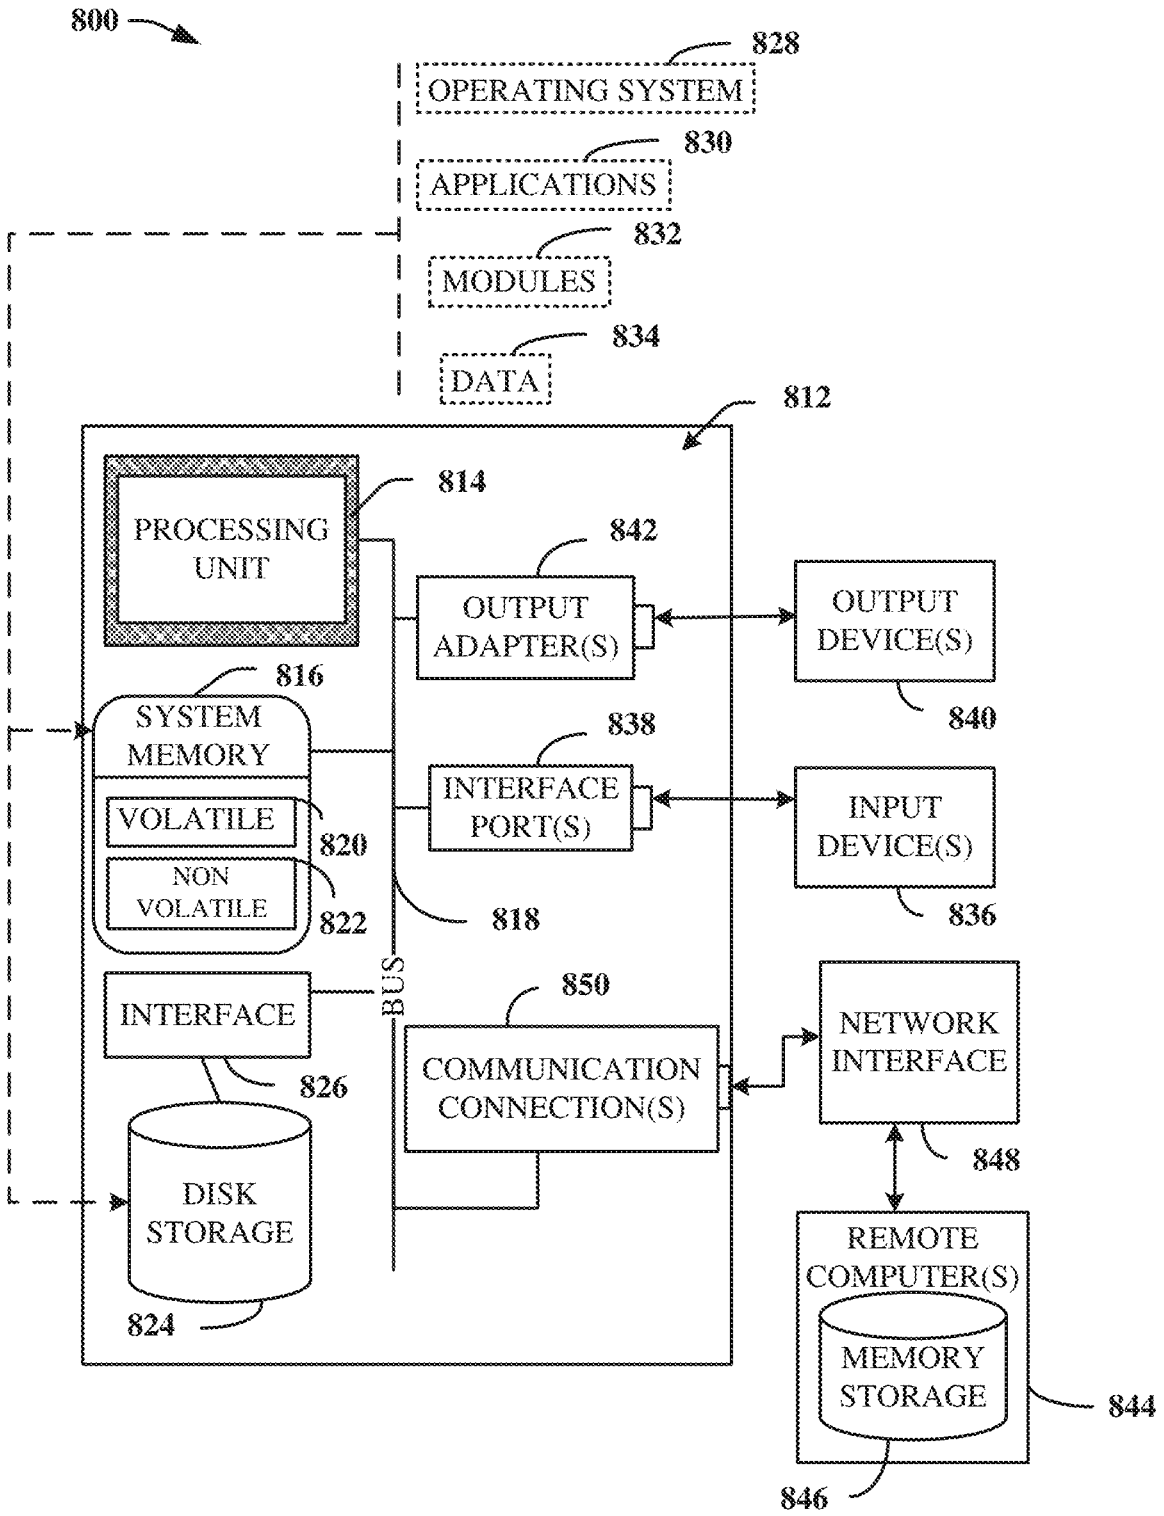 800
828
OPERATING SYSTEM
830
APPLICATIONS
832
MODULES
834
DATA
812
814
PROCESSING
UNIT
842
OUTPUT
ADAPTER(S)
OUTPUT
DEVICE(S)
840
816
SYSTEM
MEMORY
VOLATILE
820
NON
VOLATILE
822
838
INTERFACE
PORT(S)
INPUT
DEVICE(S)
836
818
BUS
INTERFACE
826
850
COMMUNICATION
CONNECTION(S)
NETWORK
INTERFACE
848
DISK
STORAGE
824
REMOTE
COMPUTER(S)
MEMORY
STORAGE
844
846